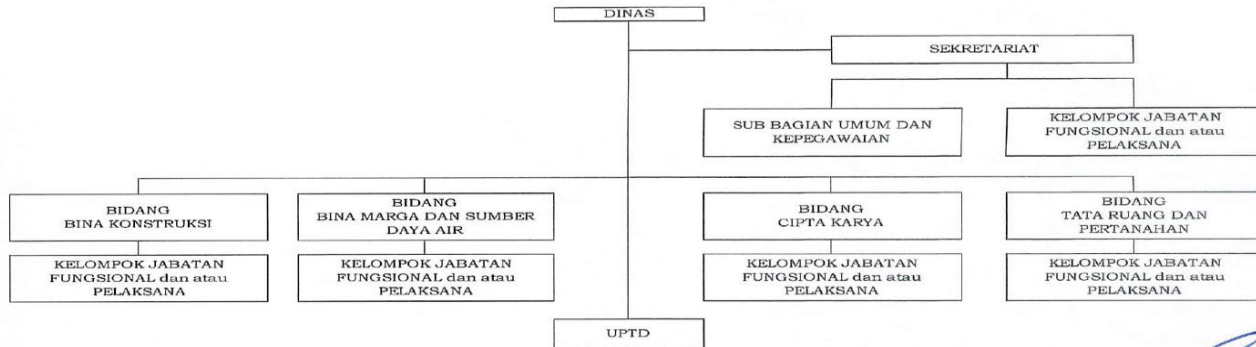 DINAS
SEKRETARIAT
SUB BAGIAN UMUM DAN
KEPEGAWAIAN
KELOMPOK JABATAN
FUNGSIONAL dan atau
PELAKSANA
BIDANG
BINA KONSTRUKSI
BIDANG
BINA MARGA DAN SUMBER
DAYA AIR
BIDANG
CIPTA KARYA
BIDANG
TATA RUANG DAN
PERTANAHAN
KELOMPOK JABATAN
FUNGSIONAL dan atau
PELAKSANA
KELOMPOK JABATAN
FUNGSIONAL dan atau
PELAKSANA
KELOMPOK JABATAN
FUNGSIONAL dan atau
PELAKSANA
KELOMPOK JABATAN
FUNGSIONAL dan atau
PELAKSANA
UPTD